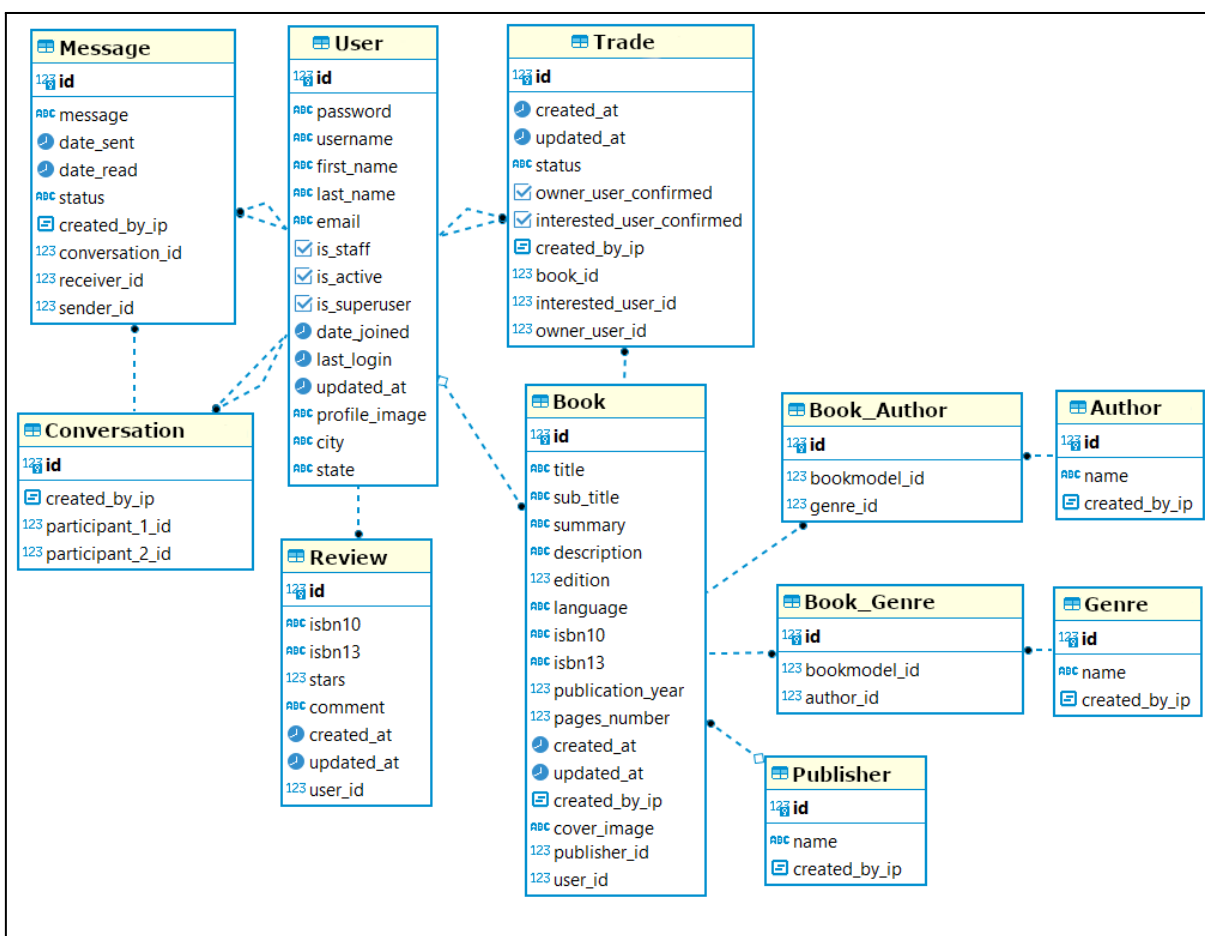 Message
id
message
date_sent
date_read
status
created_by_ip
conversation_id
receiver_id
sender_id
User
id
password
username
first_name
last_name
email
is_staff
is_active
is_superuser
date_joined
last_login
updated_at
profile_image
city
state
Trade
id
created_at
updated_at
status
owner_user_confirmed
interested_user_confirmed
created_by_ip
book_id
interested_user_id
owner_user_id
Conversation
id
created_by_ip
participant_1_id
participant_2_id
Review
id
isbn10
isbn13
stars
comment
created_at
updated_at
user_id
Book
id
title
sub_title
summary
description
edition
language
isbn10
isbn13
publication_year
pages_number
created_at
updated_at
created_by_ip
cover_image
publisher_id
user_id
Book_Author
id
bookmodel_id
genre_id
Author
id
name
created_by_ip
Book_Genre
id
bookmodel_id
author_id
Genre
id
name
created_by_ip
Publisher
id
name
created_by_ip